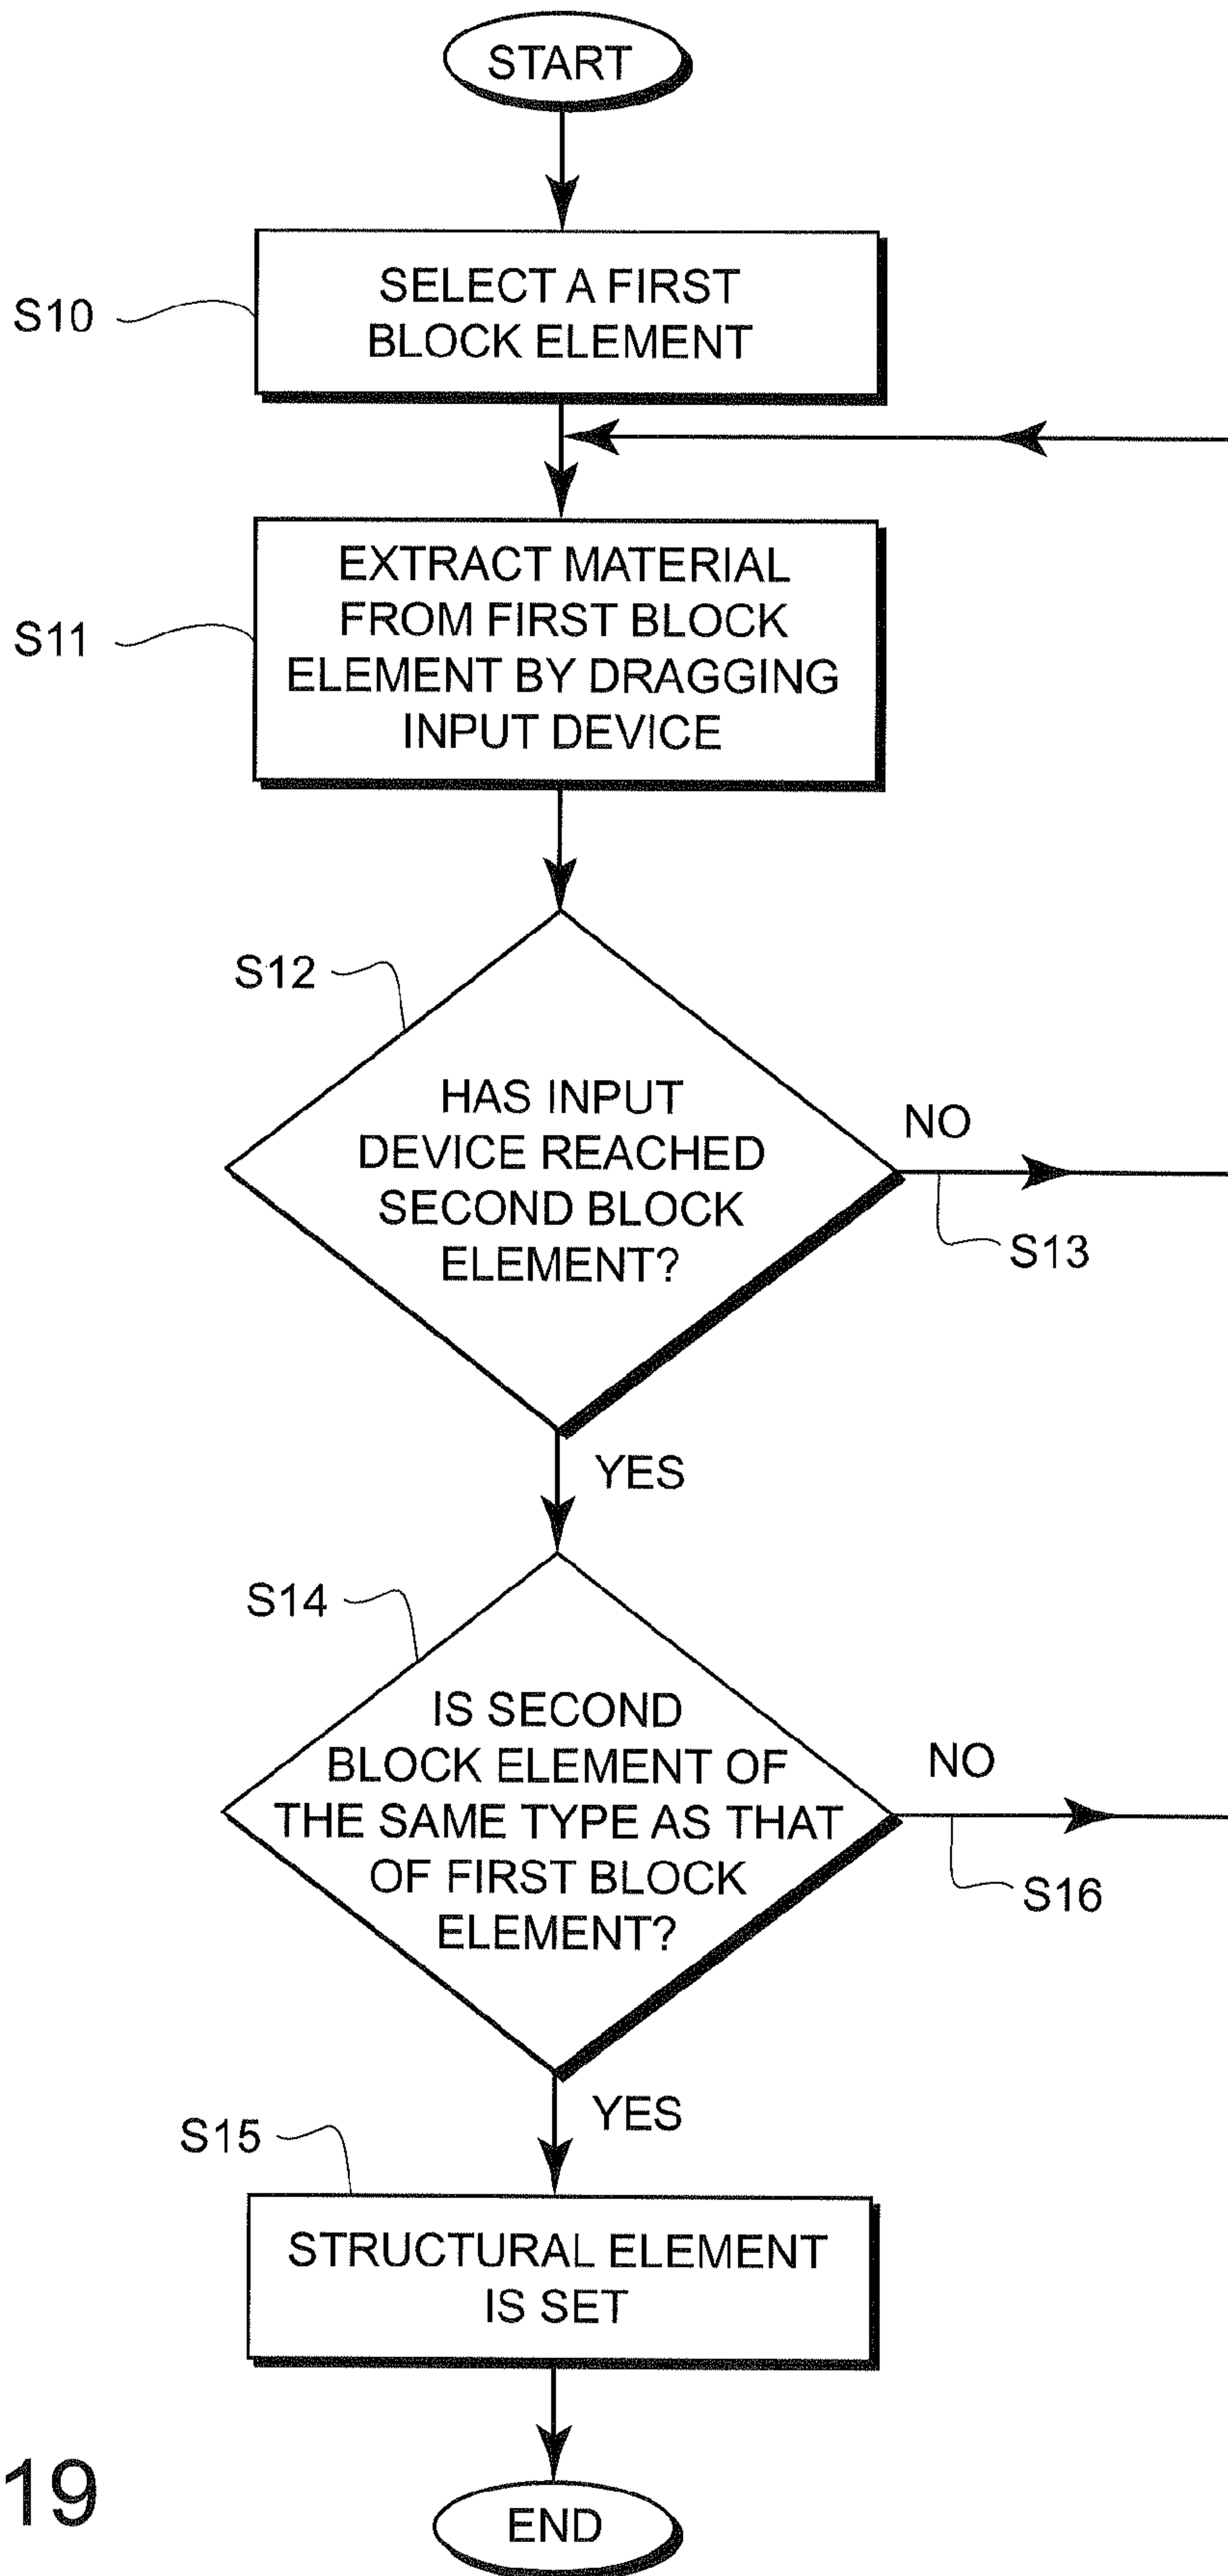 START
S10
SELECT A FIRST
BLOCK ELEMENT
S11
EXTRACT MATERIAL
FROM FIRST BLOCK
ELEMENT BY DRAGGING
INPUT DEVICE
S12
HAS INPUT
DEVICE REACHED
SECOND BLOCK
ELEMENT?
NO
S13
YES
S14
IS SECOND
BLOCK ELEMENT OF
THE SAME TYPE AS THAT
OF FIRST BLOCK
ELEMENT?
NO
S16
YES
S15
STRUCTURAL ELEMENT
IS SET
19
END